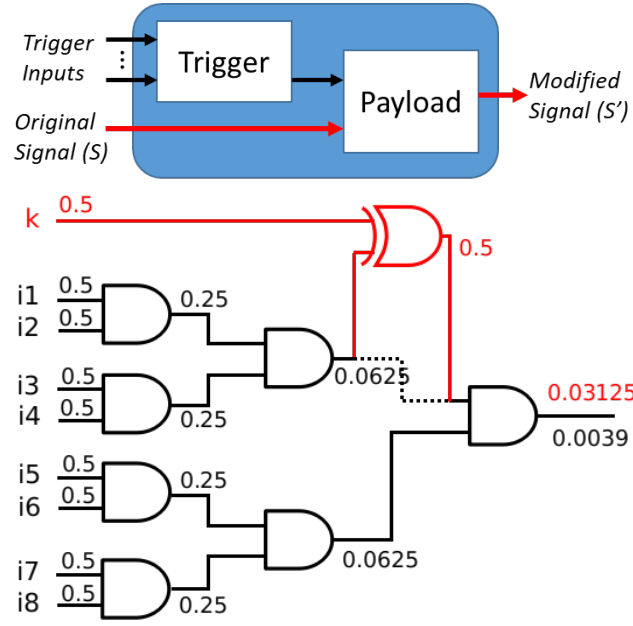 Trigger
Inputs
Trigger
Payload
Original
Signal (S)
Modified
Signal (S')
k
0.5
0.5
i1
0.5
i2
0.5
0.25
i3
0.5
i4
0.5
0.25
0.0625
0.03125
0.0039
i5
0.5
i6
0.5
0.25
0.0625
i7
0.5
i8
0.5
0.25